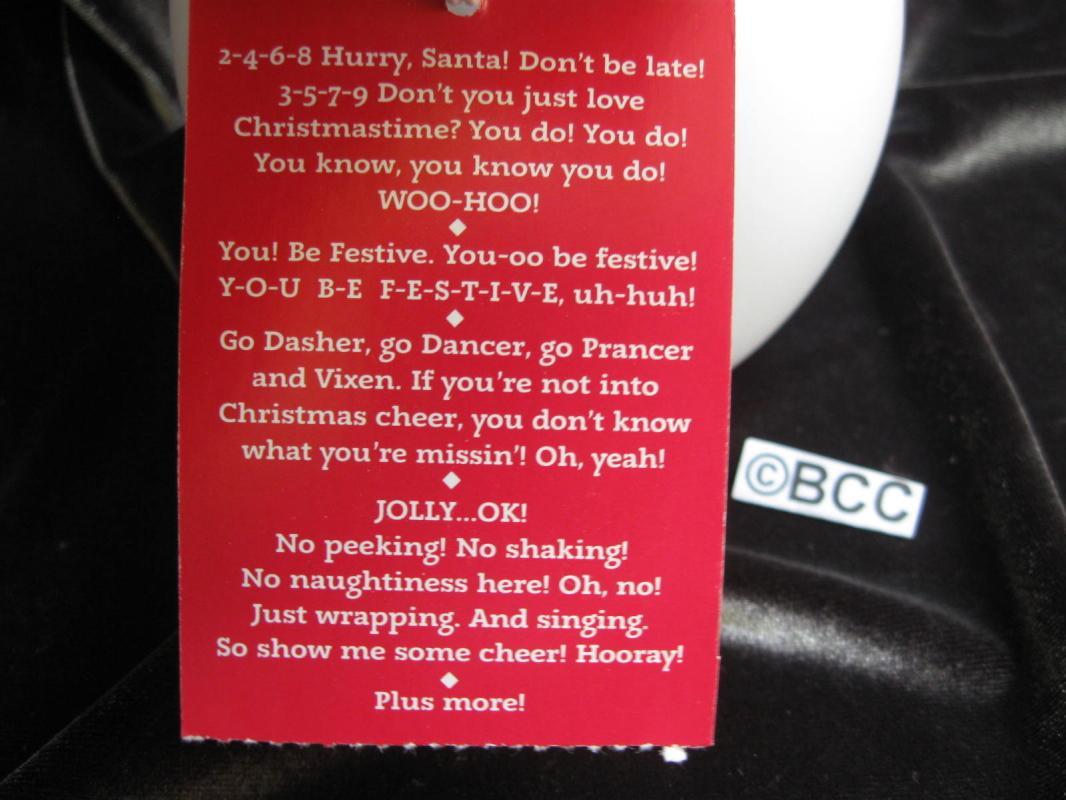 2-4-6-8 Hurry, Santa! Don't be late!
3-5-7-9 Don't you just love
Christmastime? You do! You do!
You know, you know you do!
WOO-HOO!
You! Be Festive. You-oo be festive!
Y-O-U B-E F-E-S-T-I-V-E, uh-huh!
Go Dasher, go Dancer, go Prancer
and Vixen. If you're not into
Christmas cheer, you don't know
what you're missin'! Oh, yeah!
JOLLY...OK!
No peeking! No shaking!
No naughtiness here! Oh, no!
Just wrapping. And singing.
So show me some cheer! Hooray!
Plus more!
©BCC